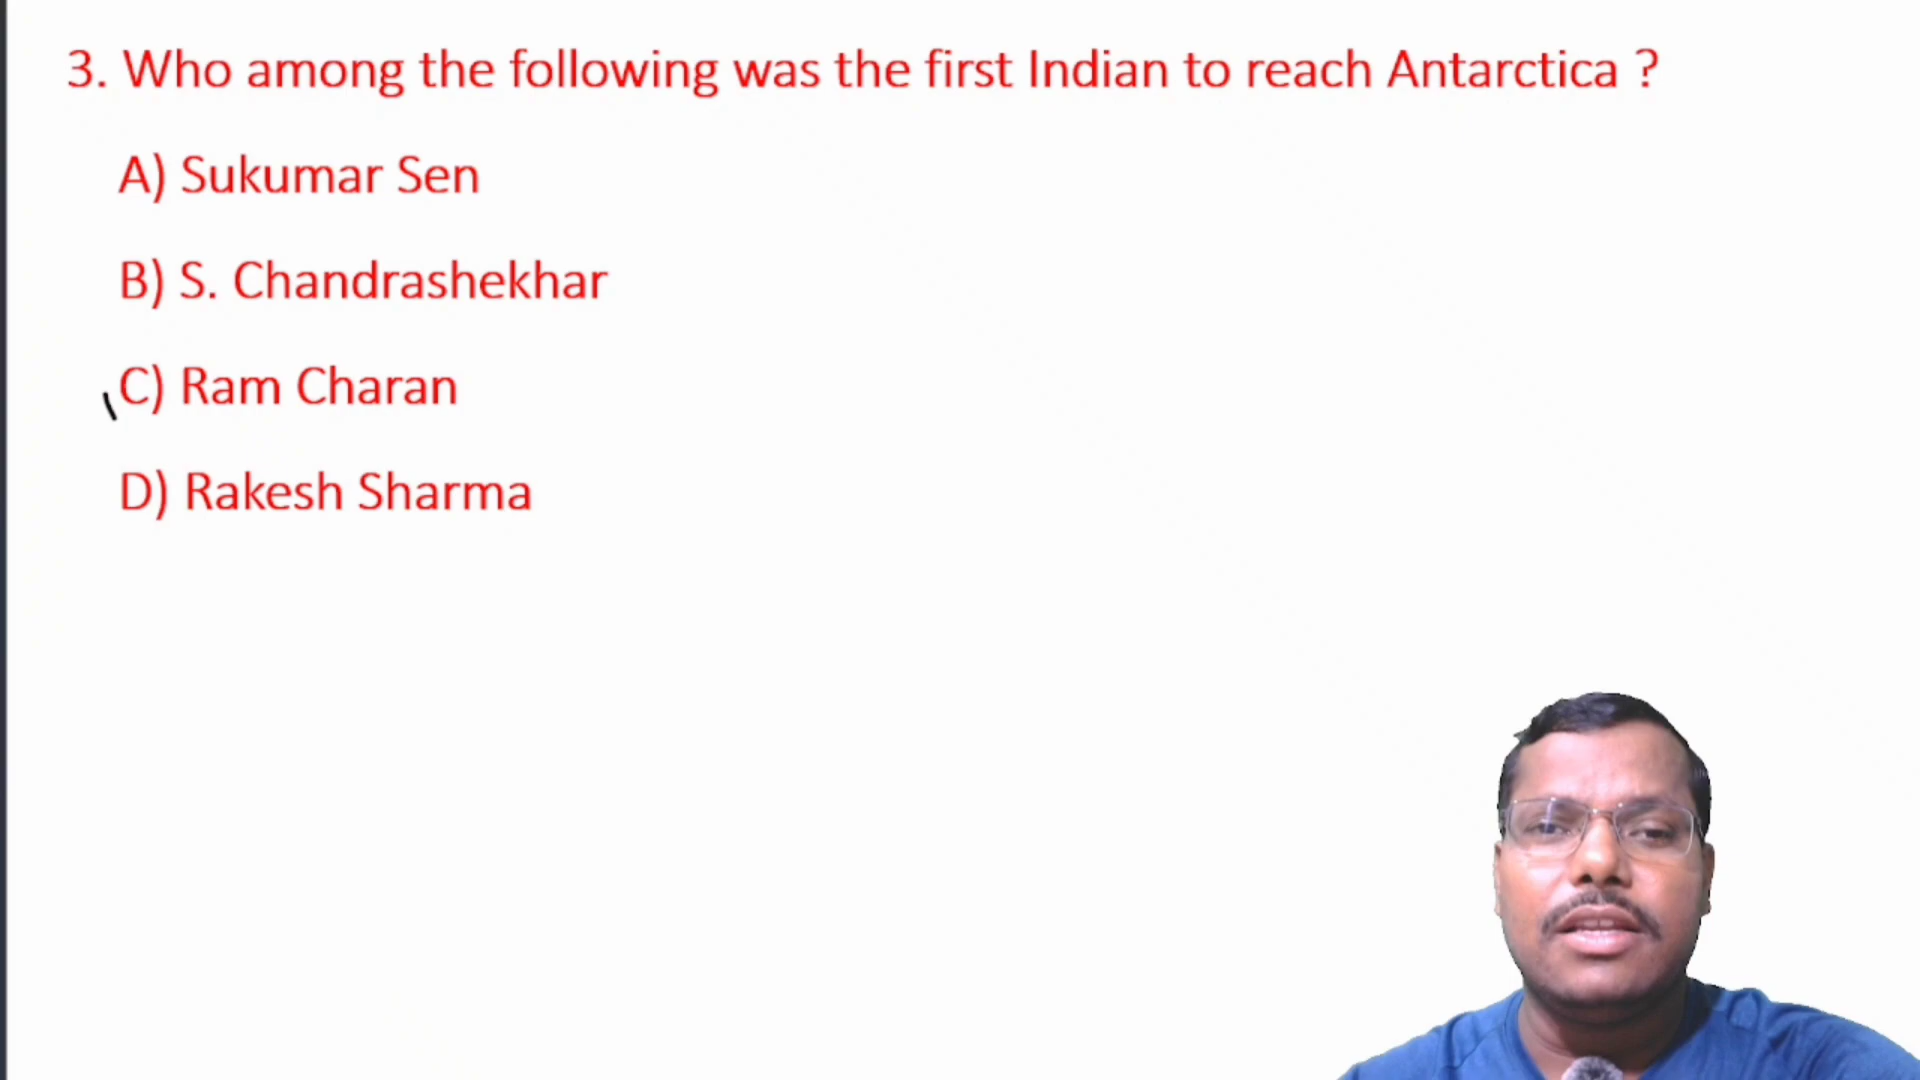 3. Who among the following was the first Indian to reach Antarctica ?
A) Sukumar Sen
B) S. Chandrashekhar
C) Ram Charan
D) Rakesh Sharma